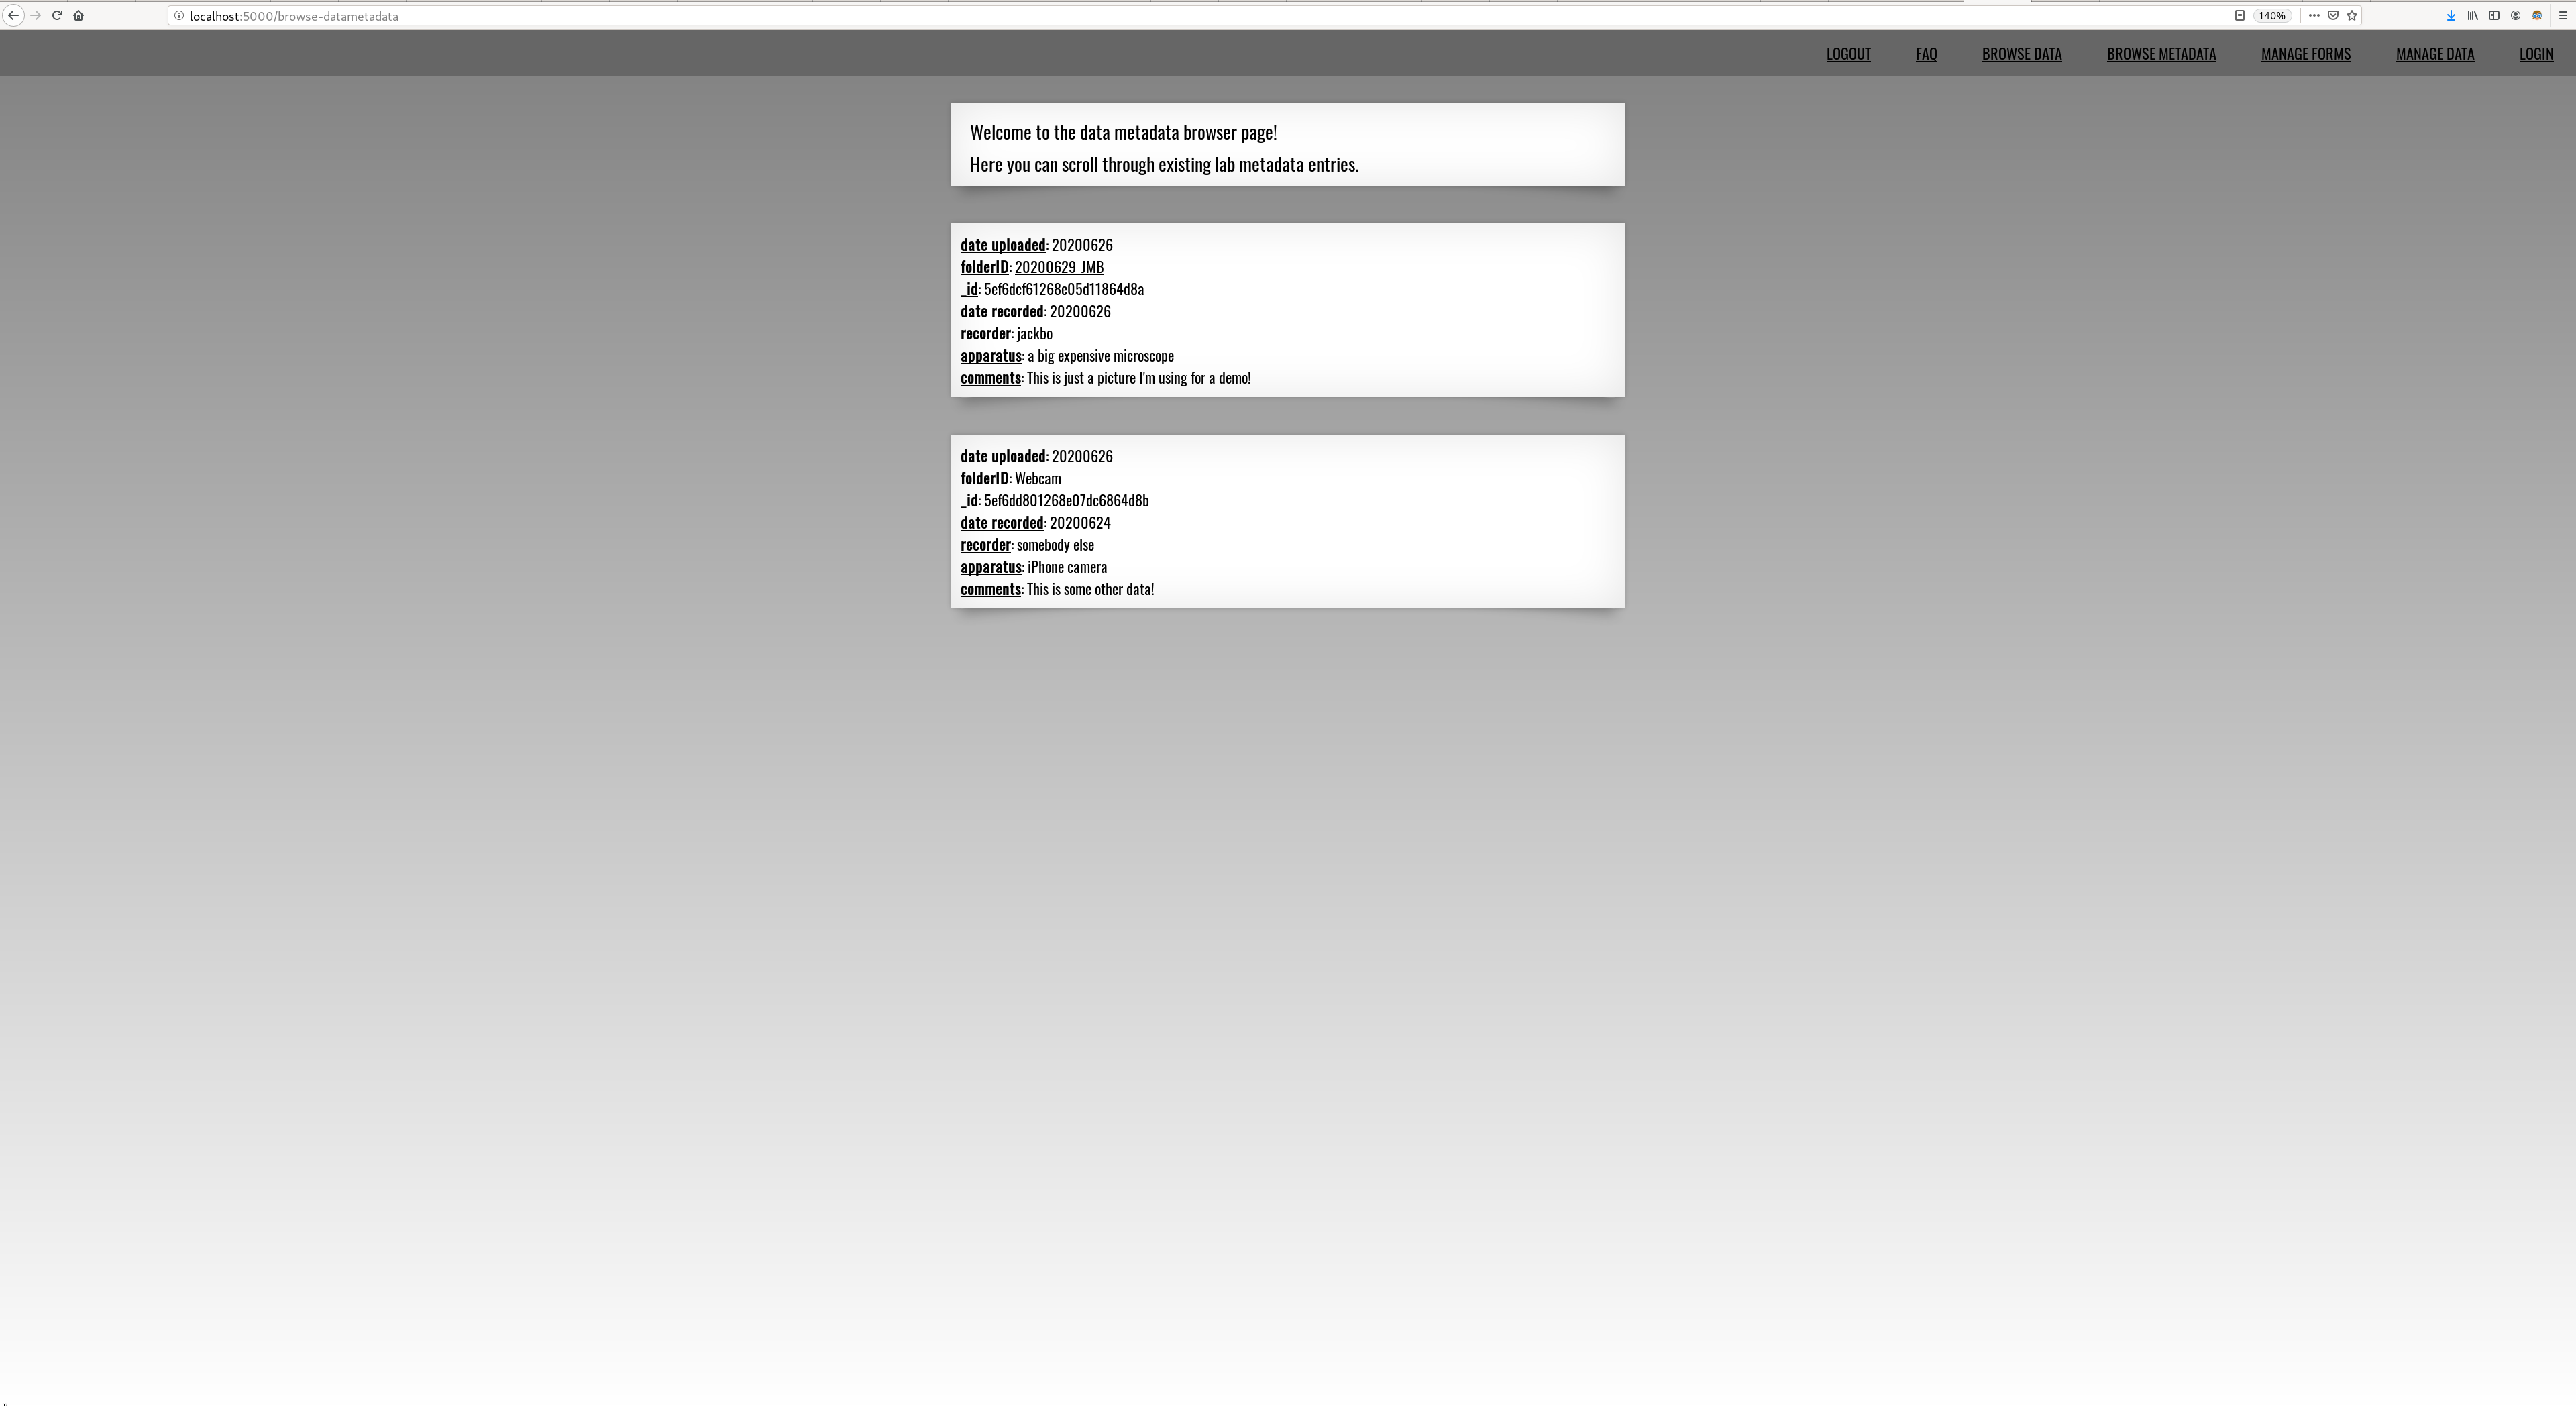 localhost:5000/browse-datametadata
140%
LOGOUT FAQ BROWSE DATA BROWSE METADATA MANAGE FORMS MANAGE DATA LOGIN
Welcome to the data metadata browser page!
Here you can scroll through existing lab metadata entries.
date uploaded: 20200626
folderID: 20200629_JMB
_id: 5ef6dcf61268e05d11864d8a
date recorded: 20200626
recorder: jackbo
apparatus: a big expensive microscope
comments: This is just a picture I'm using for a demo!
date uploaded: 20200626
folderID: Webcam
_id: 5ef6dd801268e07dc6864d8b
date recorded: 20200624
recorder: somebody else
apparatus: iPhone camera
comments: This is some other data!